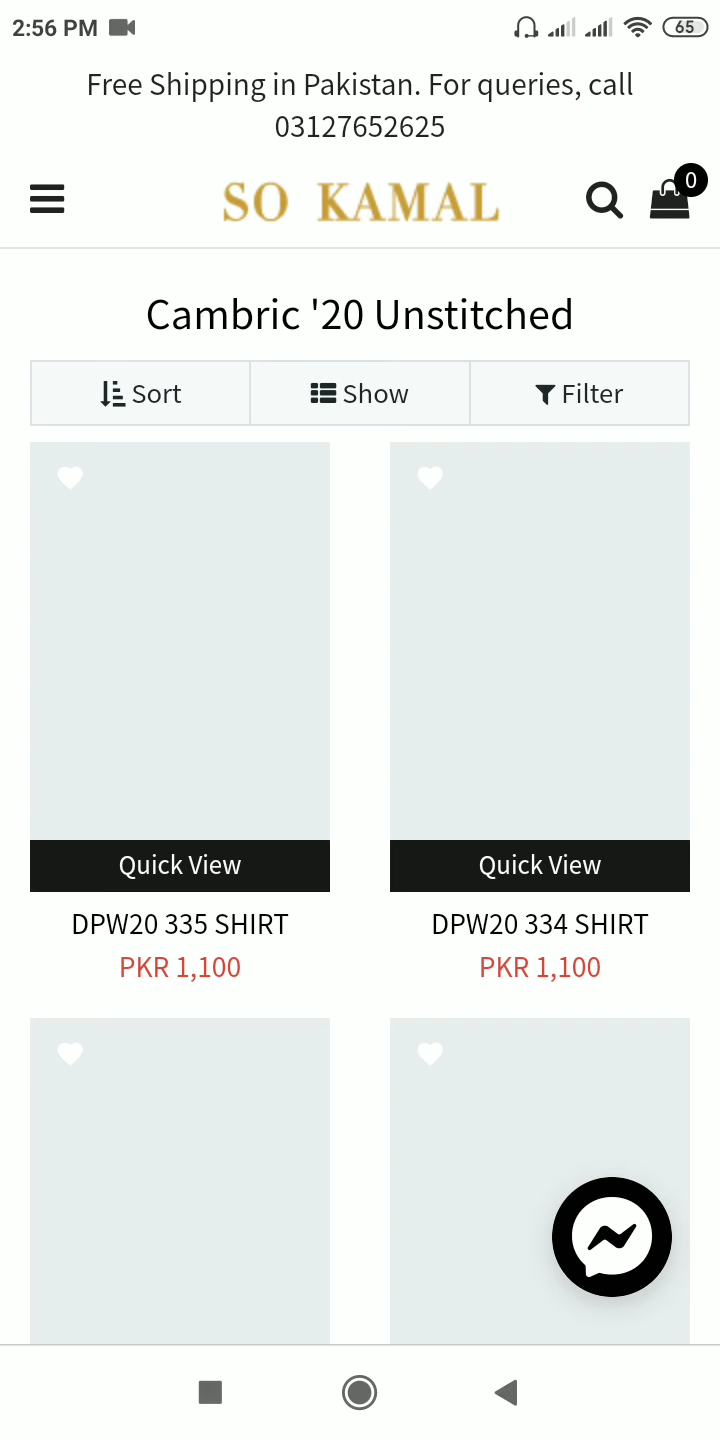 2:56 PM
65
Free Shipping in Pakistan. For queries, call
03127652625
SO KAMAL
0
Cambric '20 Unstitched
Sort Show Filter
Quick View Quick View
DPW20 335 SHIRT DPW20 334 SHIRT
PKR 1,100 PKR 1,100